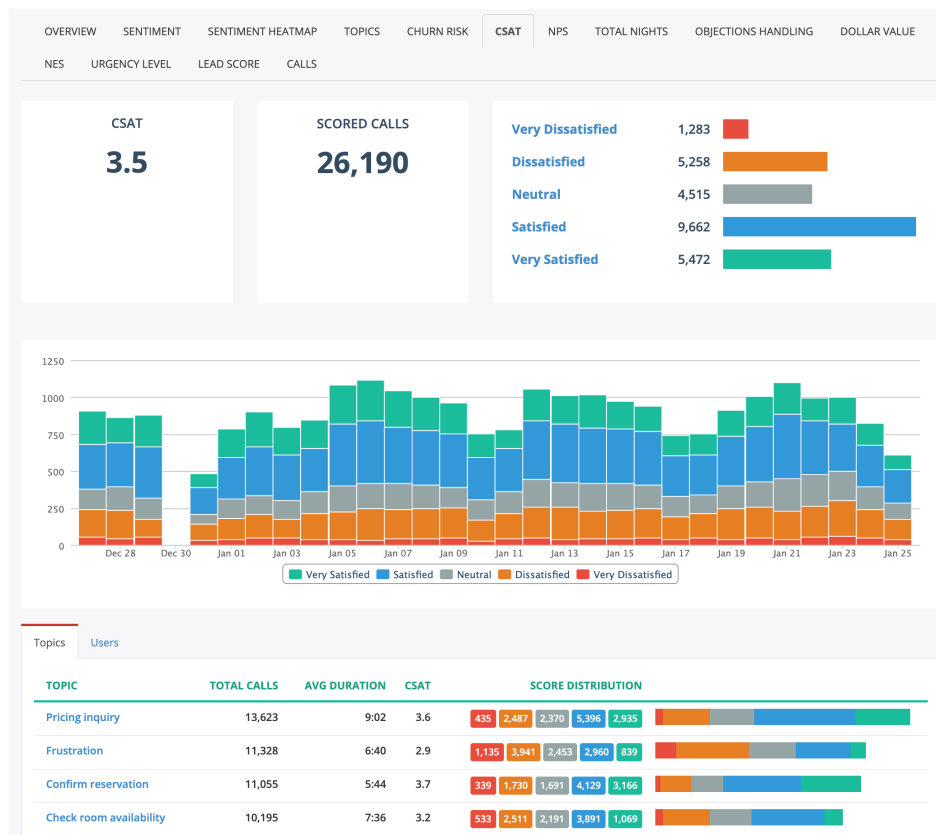 OVERVIEW SENTIMENT SENTIMENT HEATMAP TOPICS CHURN RISK CSAT NPS TOTAL NIGHTS OBJECTIONS HANDLING DOLLAR VALUE
NES URGENCY LEVEL LEAD SCORE CALLS
CSAT
3.5
SCORED CALLS
26,190
Very Dissatisfied 1,283
Dissatisfied 5,258
Neutral 4,515
Satisfied 9,662
Very Satisfied 5,472
1250
1000
750
500
250
0
Dec 28 Dec 30 Jan 01 Jan 03 Jan 05 Jan 07 Jan 09 Jan 11 Jan 13 Jan 15 Jan 17 Jan 19 Jan 21 Jan 23 Jan 25
Very Satisfied Satisfied Neutral Dissatisfied Very Dissatisfied
Topics Users
TOPIC TOTAL CALLS AVG DURATION CSAT SCORE DISTRIBUTION
Pricing inquiry 13,623 9:02 3.6 435 2,487 2,370 5,396 2,935
Frustration 11,328 6:40 2.9 1,135 3,941 2,453 2,960 839
Confirm reservation 11,055 5:44 3.7 339 1,730 1,691 4,129 3,166
Check room availability 10,195 7:36 3.2 533 2,511 2,191 3,891 1,069